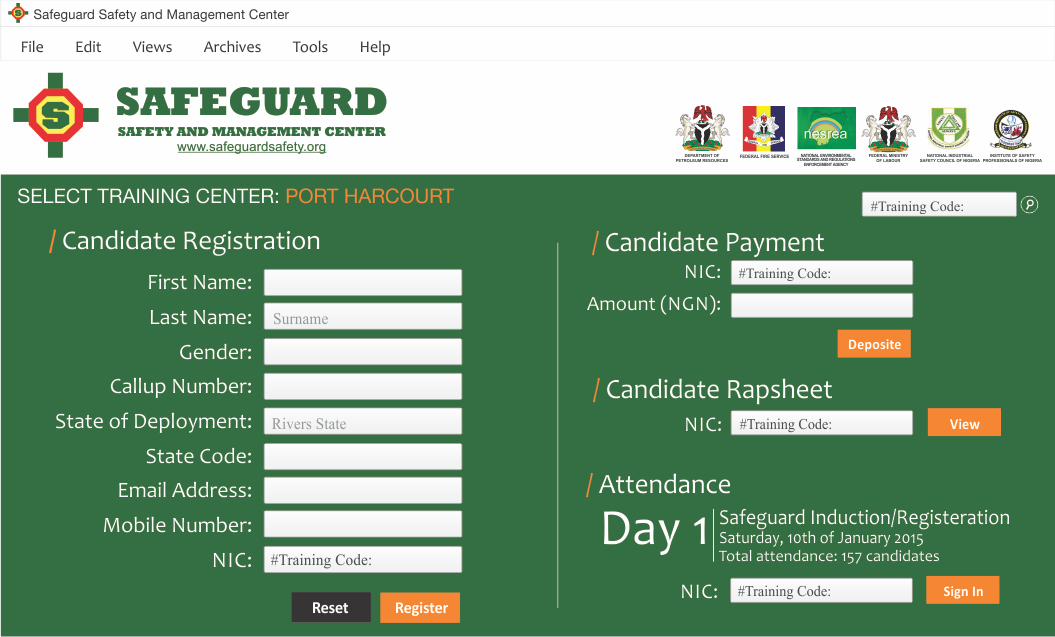 Safeguard Safety and Management Center
File Edit Views Archives Tools Help
S
SAFEGUARD
SAFETY AND MANAGEMENT CENTER
www.safeguardsafety.org
DEPARTMENT OF
PETROLEUM RESOURCES
FEDERAL FIRE SERVICE
nesrea
NATIONAL ENVIRONMENTAL
STANDARDS AND REGULATIONS
ENFORCEMENT AGENCY
FEDERAL MINISTRY
OF LABOUR
NATIONAL INDUSTRIAL
SAFETY COUNCIL OF NIGERIA
INSTITUTE OF SAFETY
PROFESSIONALS OF NIGERIA
SELECT TRAINING CENTER: PORT HARCOURT
#Training Code:
/ Candidate Registration
First Name:
Last Name: Surname
Gender:
Callup Number:
State of Deployment: Rivers State
State Code:
Email Address:
Mobile Number:
NIC: #Training Code:
Reset Register
/ Candidate Payment
NIC: #Training Code:
Amount (NGN):
Deposite
/ Candidate Rapsheet
NIC: #Training Code: View
/ Attendance
Day 1
Safeguard Induction/Registeration
Saturday, 10th of January 2015
Total attendance: 157 candidates
NIC: #Training Code: Sign In